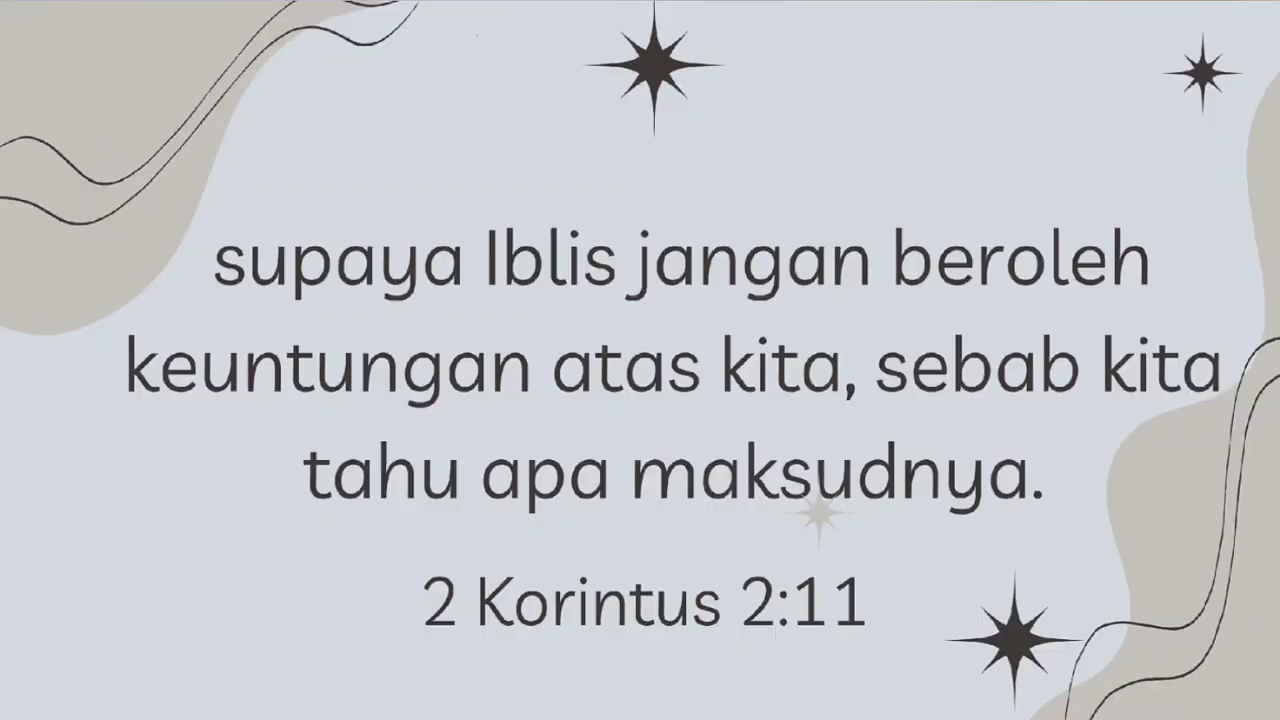 supaya Iblis jangan beroleh
keuntungan atas kita, sebab kita
tahu apa maksudnya.
2 Korintus 2:11